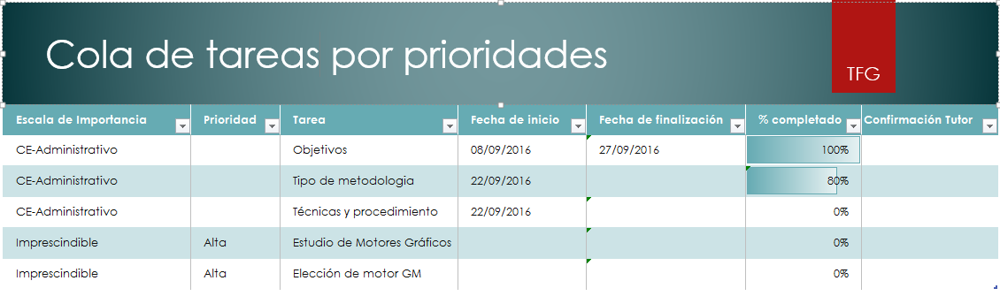 Cola de tareas por prioridades
TFG
Escala de Importancia Prioridad Tarea Fecha de inicio Fecha de finalización % completado Confirmación Tutor
CE-Administrativo Objetivos 08/09/2016 27/09/2016 100%
CE-Administrativo Tipo de metodologia 22/09/2016 80%
CE-Administrativo Técnicas y procedimiento 22/09/2016 0%
Imprescindible Alta Estudio de Motores Gráficos 0%
Imprescindible Alta Elección de motor GM 0%